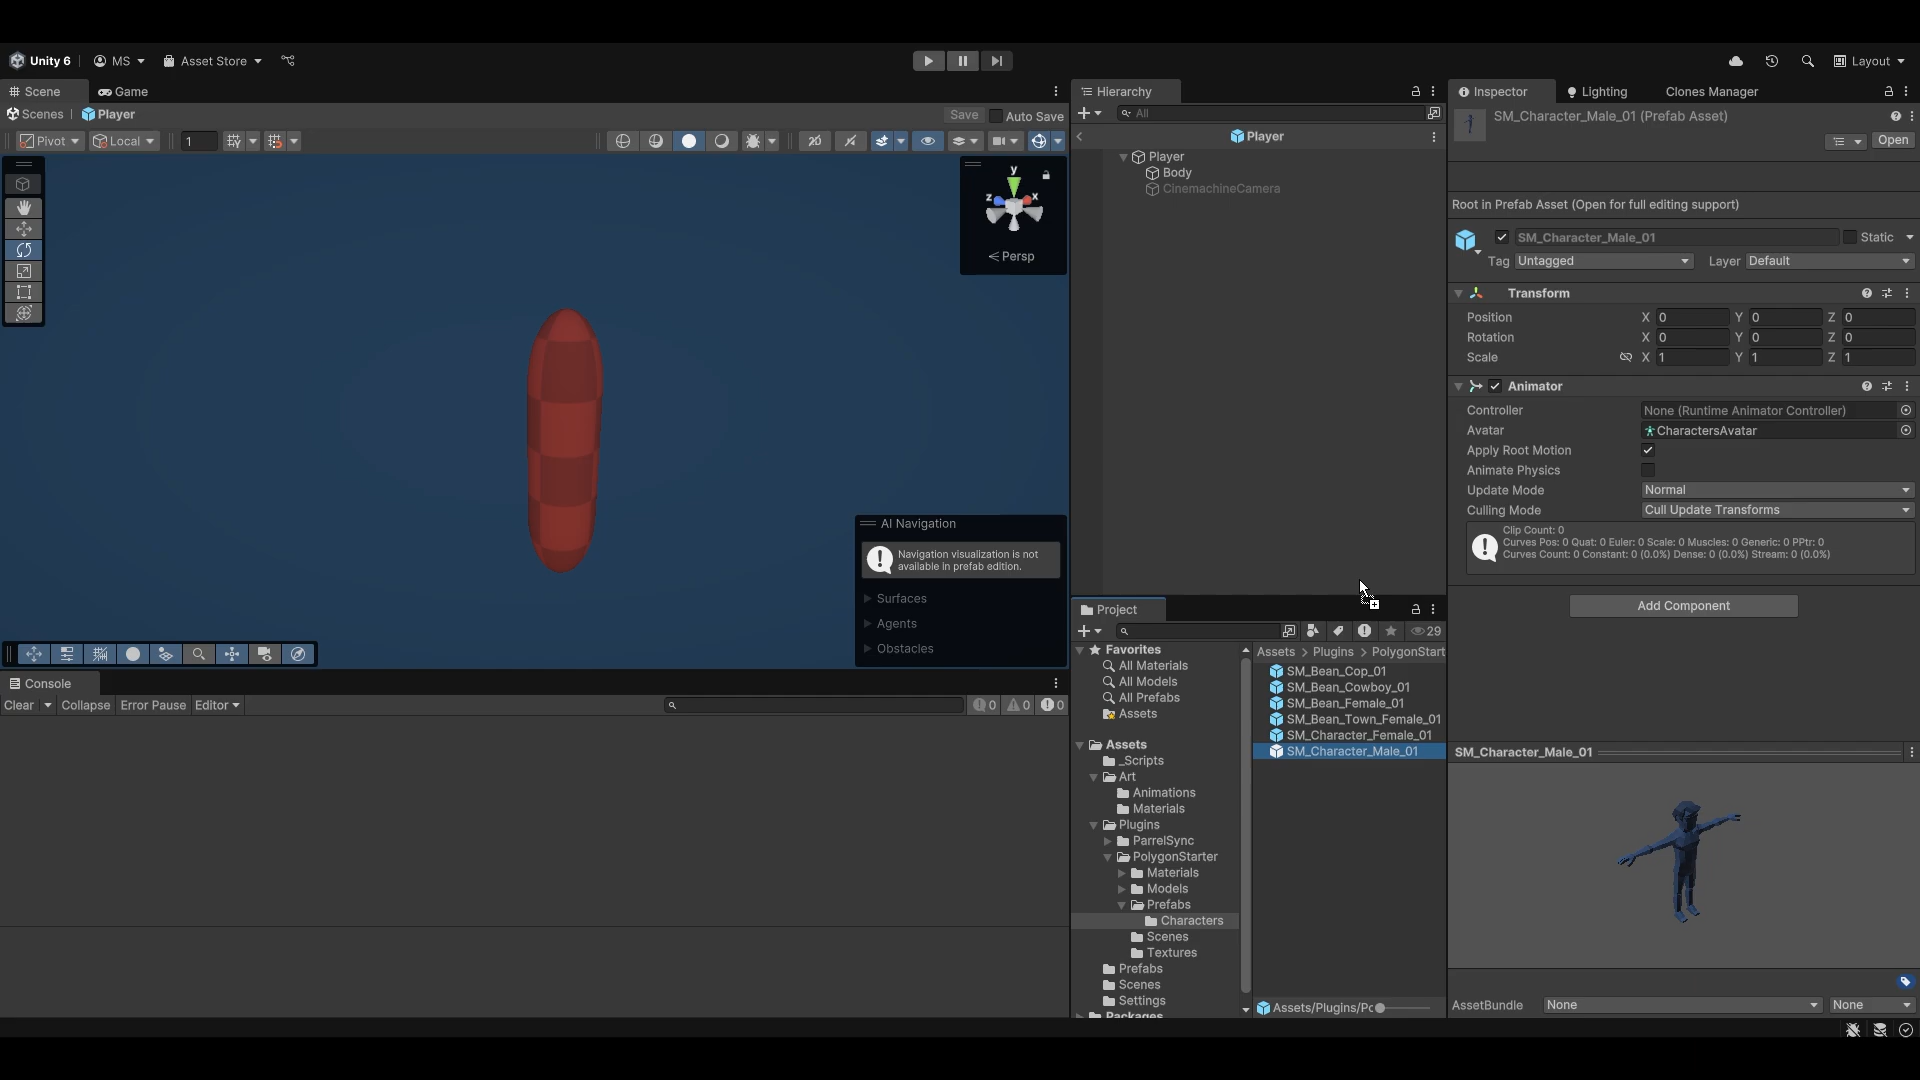 Unity 6
MS
Asset Store
Layout
Scene
Game
Scenes
Player
Save
Auto Save
Pivot
Local
1
y
z
x
< Persp
AI Navigation
Navigation visualization is not
available in prefab edition.
Surfaces
Agents
Obstacles
Console
Clear
Collapse
Error Pause
Editor
0
0
0
Hierarchy
All
Player
Player
Body
CinemachineCamera
Project
29
Favorites
All Materials
All Models
All Prefabs
Assets
Assets
_Scripts
Art
Animations
Materials
Plugins
ParrelSync
PolygonStarter
Materials
Models
Prefabs
Characters
Scenes
Textures
Prefabs
Scenes
Settings
Packages
Assets > Plugins > PolygonStart
SM_Bean_Cop_01
SM_Bean_Cowboy_01
SM_Bean_Female_01
SM_Bean_Town_Female_01
SM_Character_Female_01
SM_Character_Male_01
Assets/Plugins/Pc
Inspector
Lighting
Clones Manager
SM_Character_Male_01 (Prefab Asset)
Open
Root in Prefab Asset (Open for full editing support)
SM_Character_Male_01
Static
Tag Untagged
Layer Default
Transform
Position X 0 Y 0 Z 0
Rotation X 0 Y 0 Z 0
Scale X 1 Y 1 Z 1
Animator
Controller None (Runtime Animator Controller)
Avatar CharactersAvatar
Apply Root Motion
Animate Physics
Update Mode Normal
Culling Mode Cull Update Transforms
Clip Count: 0
Curves Pos: 0 Quat: 0 Euler: 0 Scale: 0 Muscles: 0 Generic: 0 PPtr: 0
Curves Count: 0 Constant: 0 (0.0%) Dense: 0 (0.0%) Stream: 0 (0.0%)
Add Component
SM_Character_Male_01
AssetBundle None None